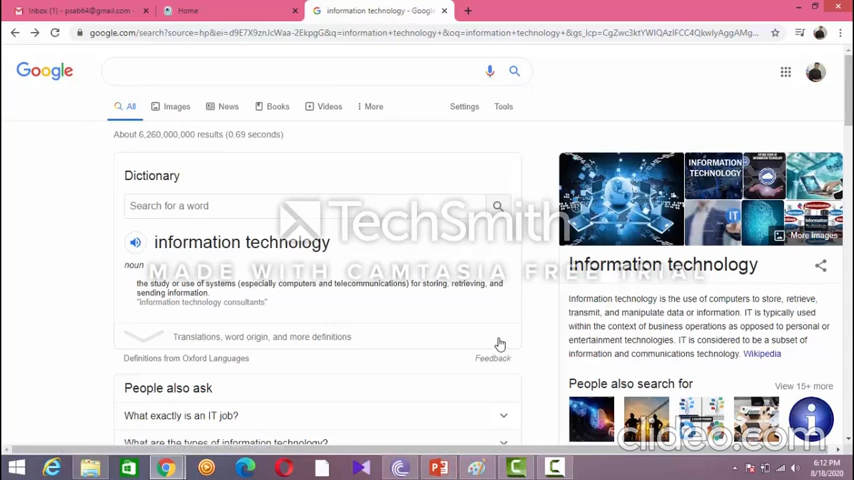 Inbox (1) - psab64@gmail.com
Home
information technology - Google
google.com/search?source=hp&ei=d9E7X9znJcWaa-2EkpgG&q=information+technology+&oq=information+technology+&gs_lcp=
Google
All
Images
News
Books
Videos
More
Settings
Tools
About 6,260,000,000 results (0.69 seconds)
Dictionary
Search for a word
information technology
noun
the study or use of systems (especially computers and telecommunications) for storing, retrieving, and
sending information.
"information technology consultants"
Translations, word origin, and more definitions
Definitions from Oxford Languages
Feedback
People also ask
What exactly is an IT job?
What are the types of information technology?
INFORMATION
TECHNOLOGY
IT
More images
Information technology
Information technology is the use of computers to store, retrieve,
transmit, and manipulate data or information. IT is typically used
within the context of business operations as opposed to personal or
entertainment technologies. IT is considered to be a subset of
information and communications technology. Wikipedia
People also search for
View 15+ more
TechSmith
MADE WITH CAMTASIA FREE TRIAL
clideo.com
6:12 PM
8/18/2020